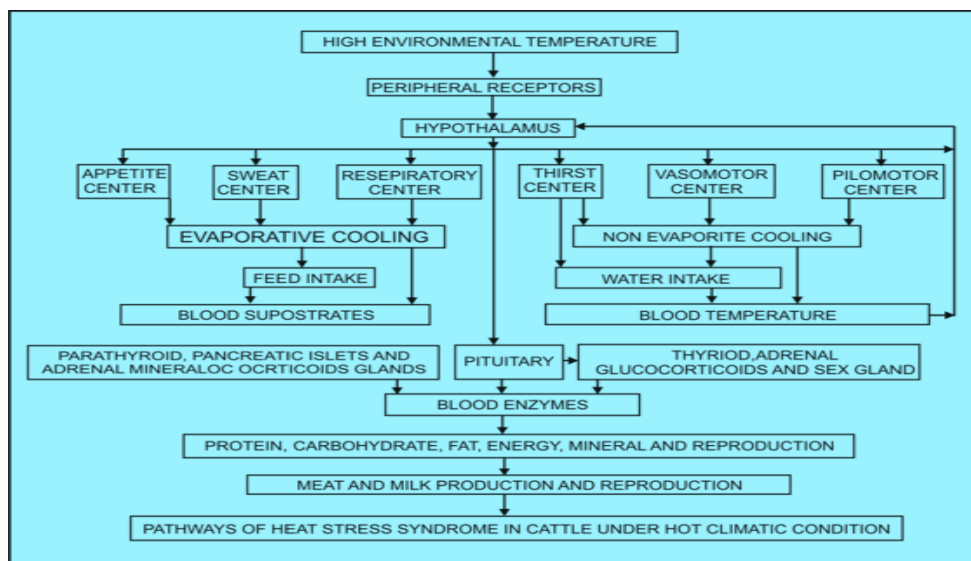 HIGH ENVIRONMENTAL TEMPERATURE
PERIPHERAL RECEPTORS
HYPOTHALAMUS
APPETITE
CENTER
SWEAT
CENTER
RESEPIRATORY
CENTER
THIRST
CENTER
VASOMOTOR
CENTER
PILOMOTOR
CENTER
EVAPORATIVE COOLING
NON EVAPORITE COOLING
FEED INTAKE
WATER INTAKE
BLOOD SUPOSTRATES
BLOOD TEMPERATURE
PARATHYROID, PANCREATIC ISLETS AND
ADRENAL MINERALOC OCRTICOIDS GLANDS
PITUITARY
THYRIOD,ADRENAL
GLUCOCORTICOIDS AND SEX GLAND
BLOOD ENZYMES
PROTEIN, CARBOHYDRATE, FAT, ENERGY, MINERAL AND REPRODUCTION
MEAT AND MILK PRODUCTION AND REPRODUCTION
PATHWAYS OF HEAT STRESS SYNDROME IN CATTLE UNDER HOT CLIMATIC CONDITION